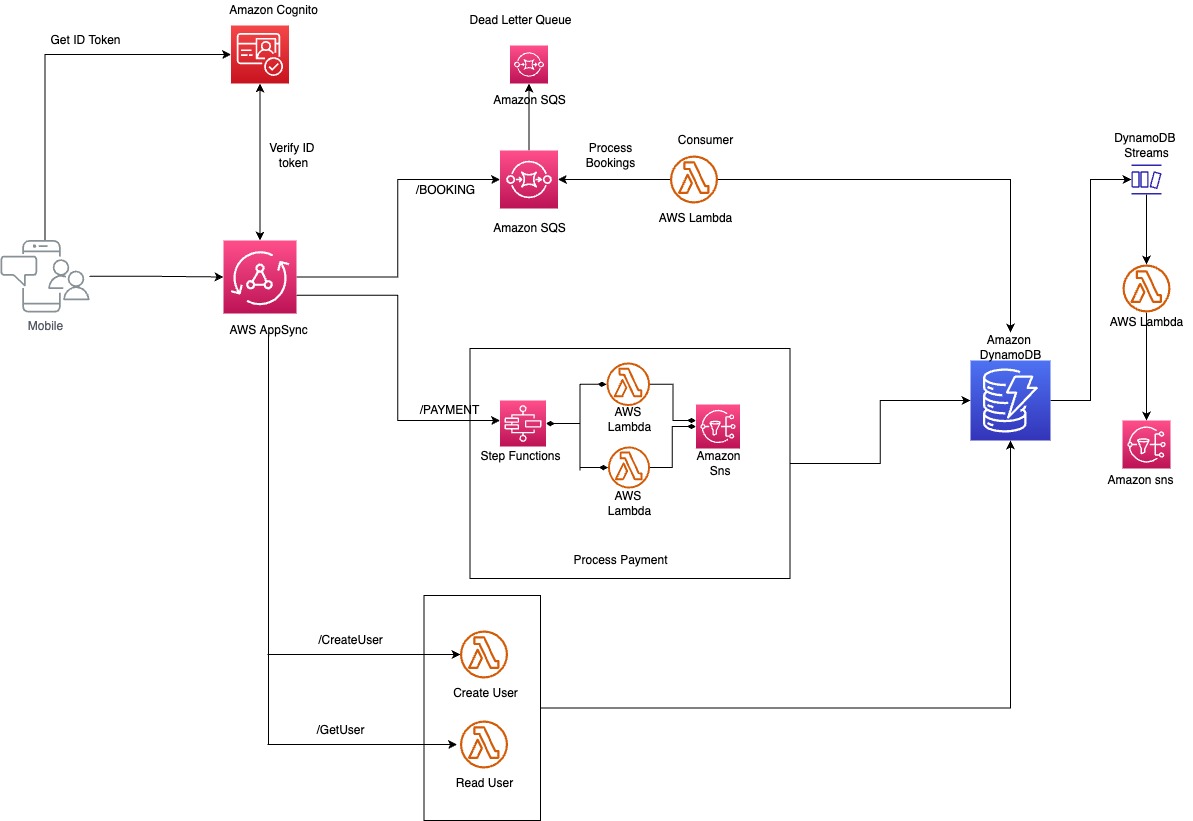 Amazon Cognito
Dead Letter Queue
Get ID Token
Amazon SQS
Verify ID
token
Process
Bookings
Consumer
DynamoDB
Streams
/BOOKING
Amazon SQS
AWS Lambda
Mobile
AWS AppSync
AWS Lambda
Amazon
DynamoDB
/PAYMENT
Step Functions
AWS
Lambda
Amazon
Sns
AWS
Lambda
Amazon sns
Process Payment
/CreateUser
Create User
/GetUser
Read User